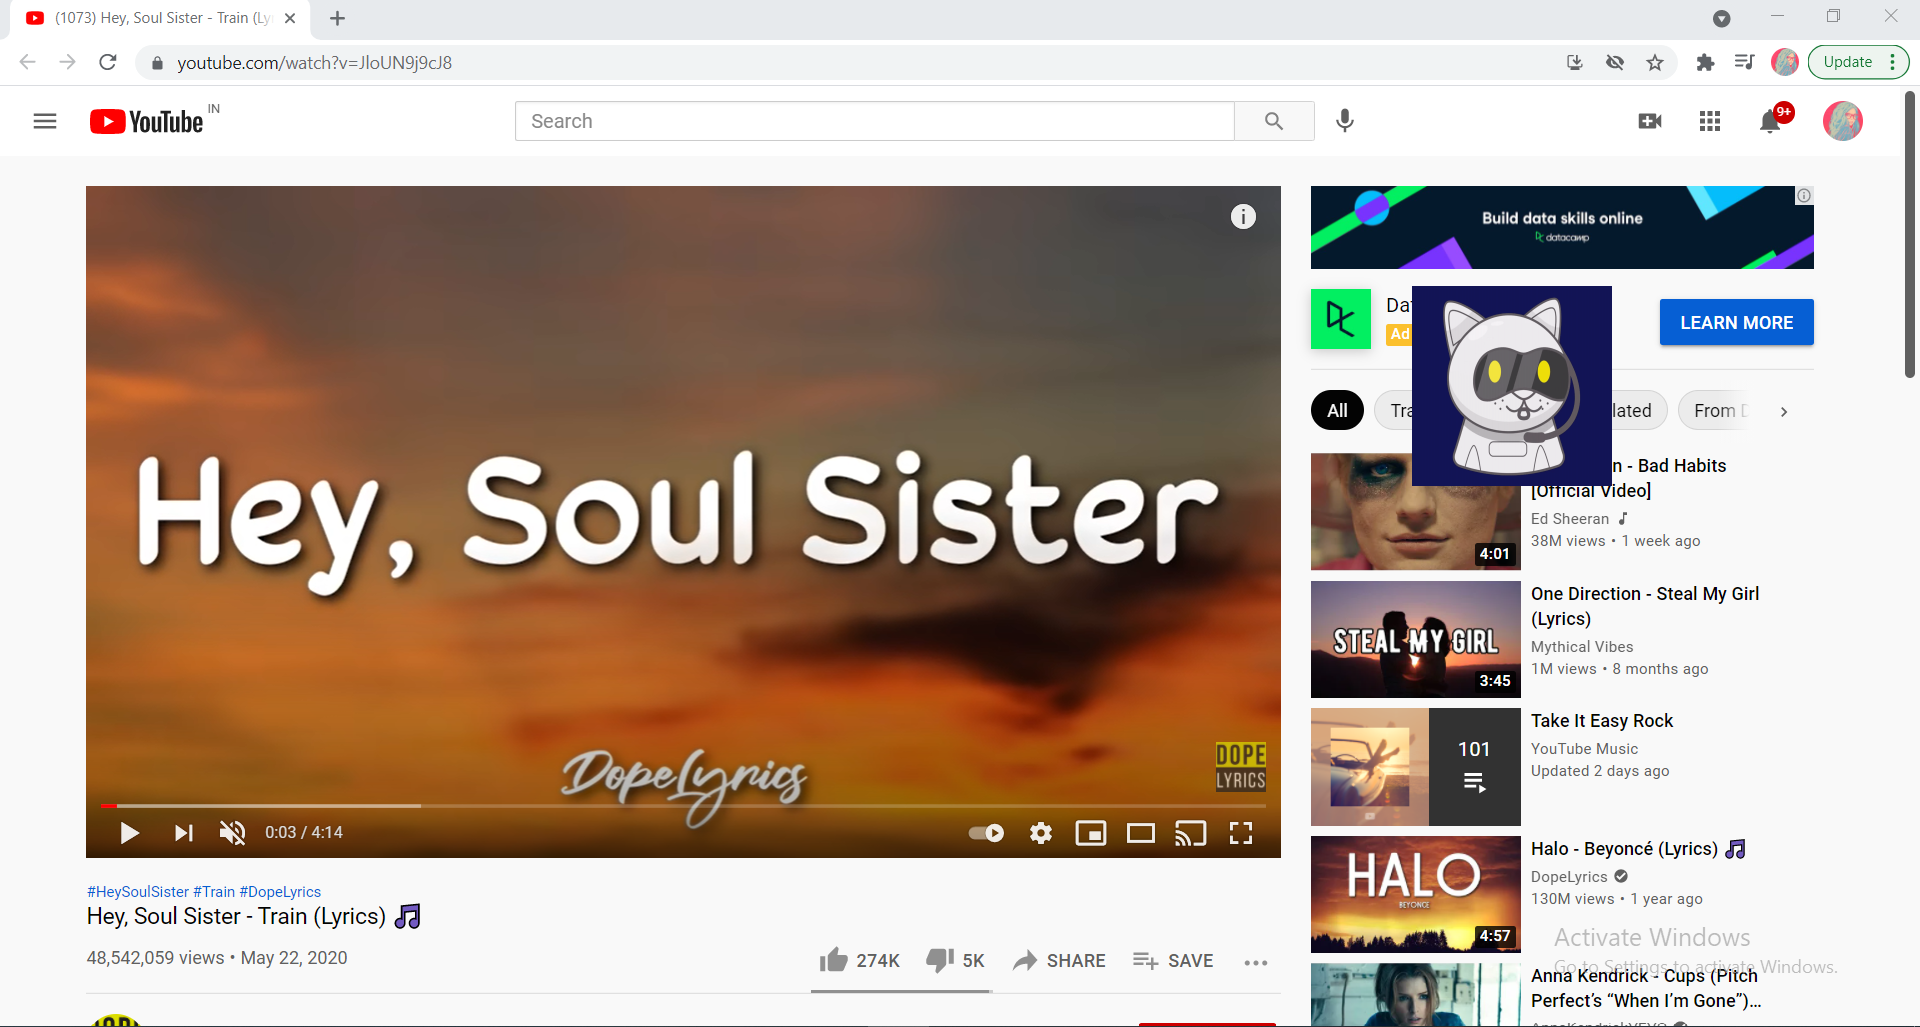 (1073) Hey, Soul Sister - Train (Ly
youtube.com/watch?v=JloUN9j9cJ8
Update
YouTube IN
Search
9+
Hey, Soul Sister
DopeLyrics
DOPE
LYRICS
0:03 / 4:14
#HeySoulSister #Train #DopeLyrics
Hey, Soul Sister - Train (Lyrics)
48,542,059 views • May 22, 2020
274K
5K
SHARE
SAVE
Build data skills online
datacamp
Ad
LEARN MORE
All
From
- Bad Habits
[Official Video]
Ed Sheeran
38M views • 1 week ago
4:01
One Direction - Steal My Girl
(Lyrics)
Mythical Vibes
1M views • 8 months ago
STEAL MY GIRL
3:45
Take It Easy Rock
YouTube Music
Updated 2 days ago
101
Halo - Beyoncé (Lyrics)
DopeLyrics
130M views • 1 year ago
HALO
BEYONCE
4:57
Activate Windows
Go to Settings to activate Windows.
Anna Kendrick - Cups (Pitch
Perfect's “When I'm Gone”)...